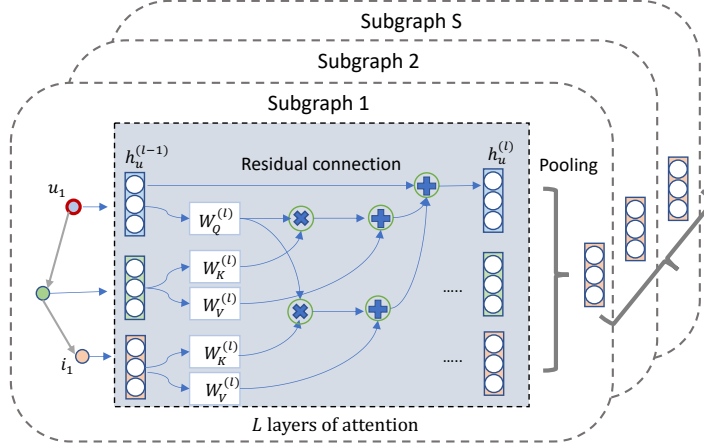 Subgraph S
Subgraph 2
Subgraph 1
h_u^{(l-1)}
Residual connection
h_u^{(l)}
Pooling
u_1
W_Q^{(l)}
W_K^{(l)}
W_V^{(l)}
.....
W_K^{(l)}
i_1
.....
W_V^{(l)}
L layers of attention